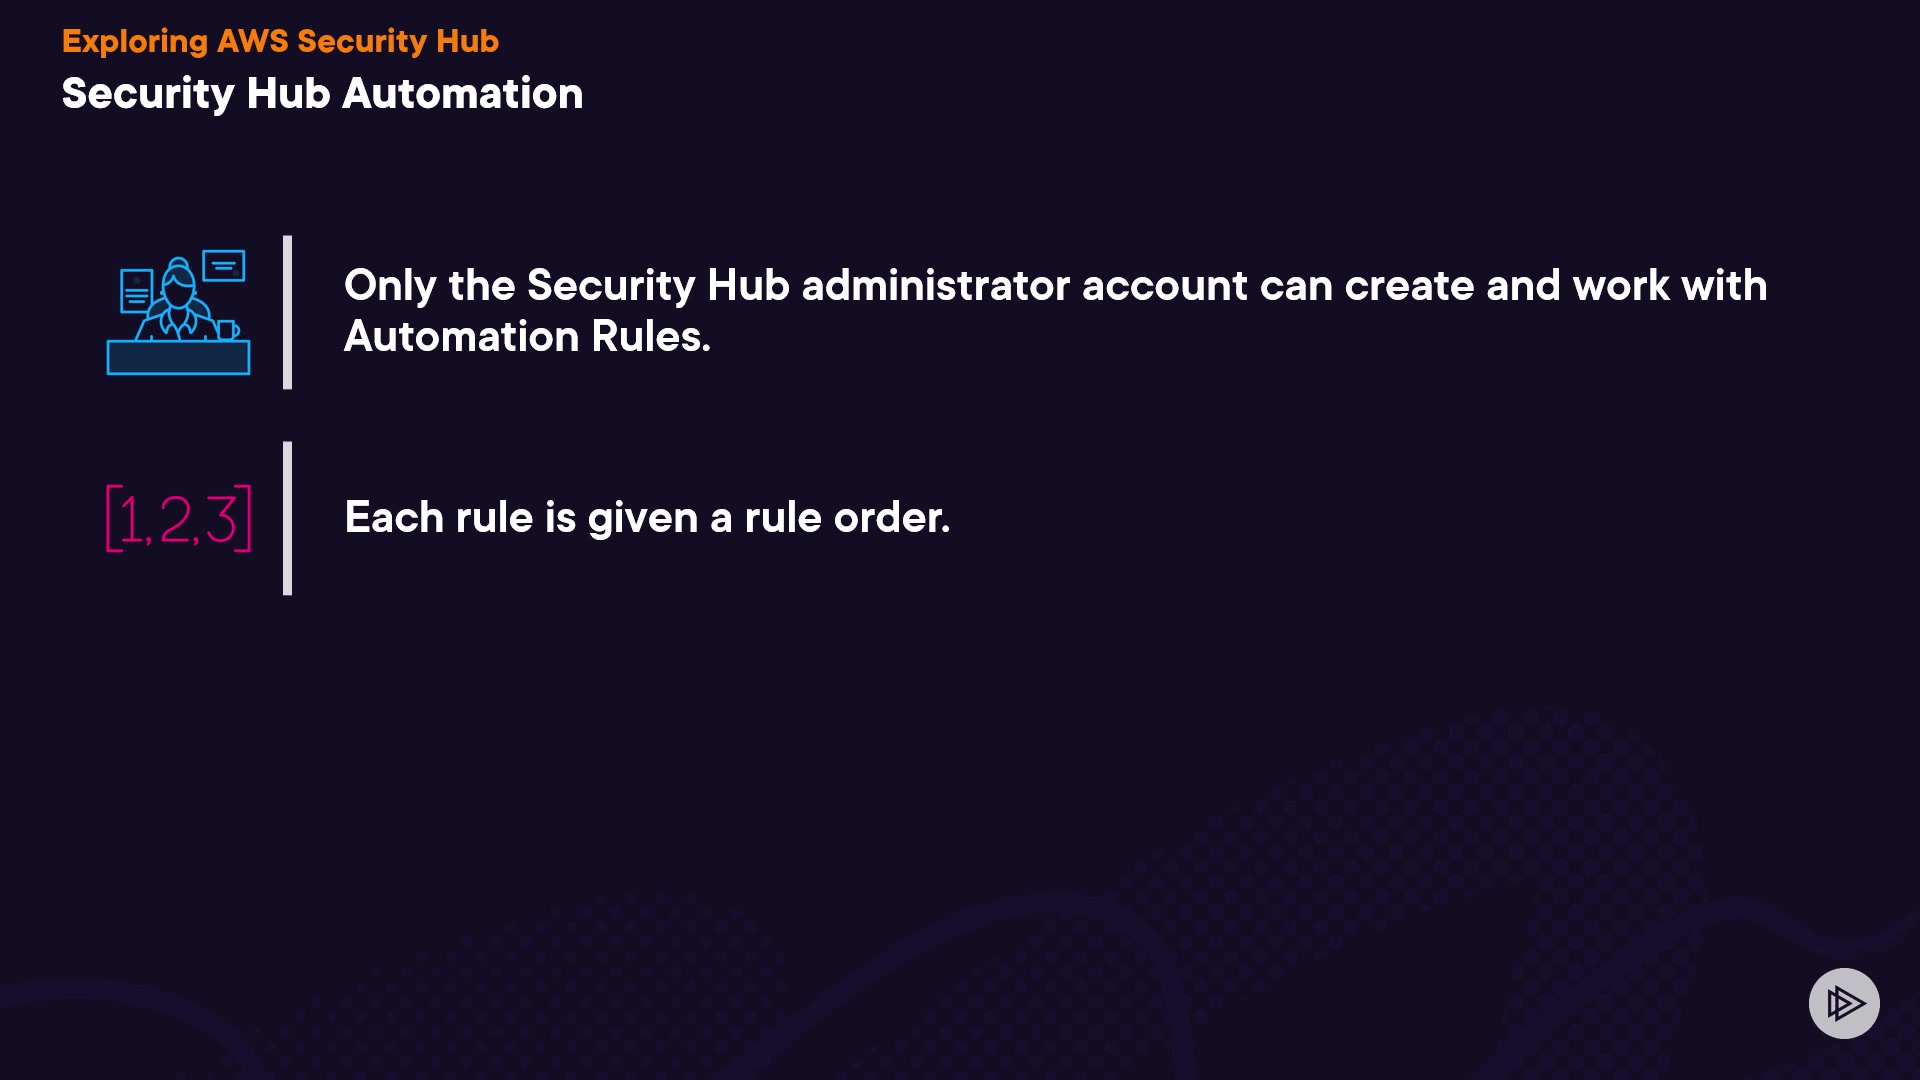 Exploring AWS Security Hub
Security Hub Automation
Only the Security Hub administrator account can create and work with
Automation Rules.
[1,2,3]
Each rule is given a rule order.